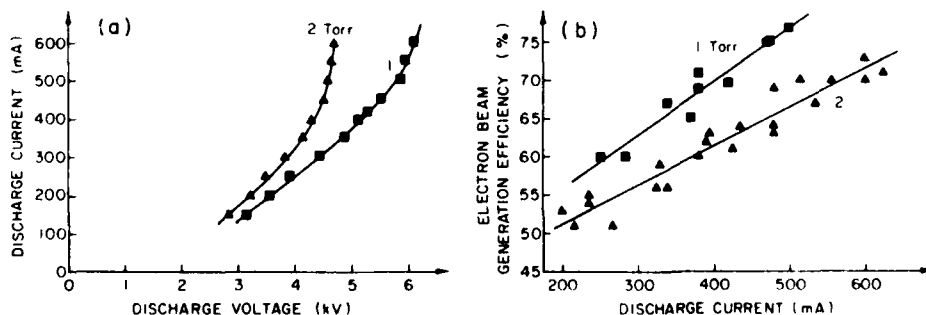 (a)
2 Torr
1
DISCHARGE CURRENT (mA)
600
500
400
300
200
100
0
0 1 2 3 4 5 6
DISCHARGE VOLTAGE (kV)
(b)
1 Torr
2
ELECTRON BEAM
GENERATION EFFICIENCY (%)
75
70
65
60
55
50
45
200 300 400 500 600
DISCHARGE CURRENT (mA)